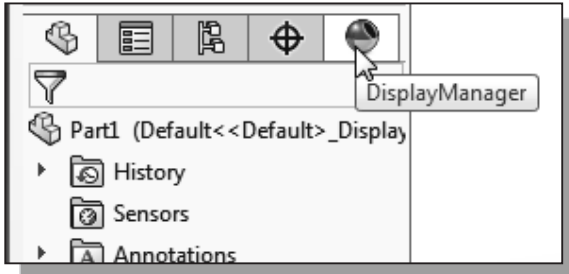 DisplayManager
Part1 (Default<<Default>_Display
History
Sensors
A Annotations